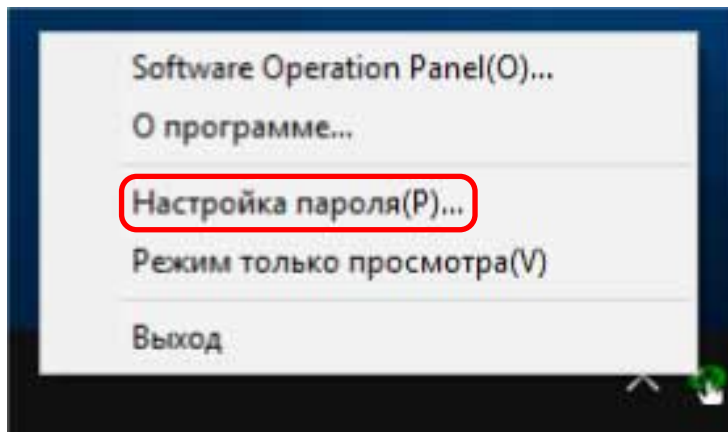 Software Operation Panel(O)...
О программе...
Настройка пароля(P)...
Режим только просмотра(V)
Выход